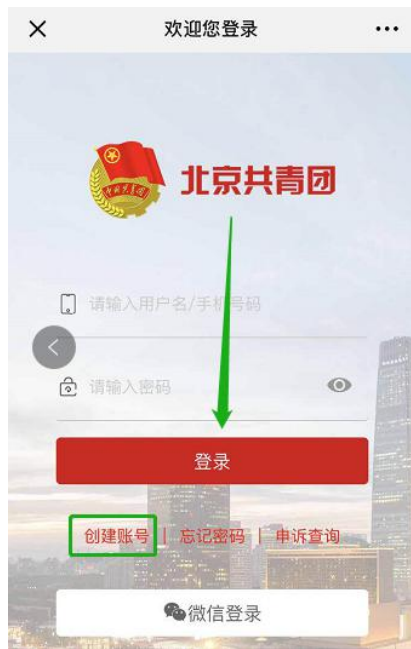 欢迎您登录
北京共青团
请输入用户名/手机号码
请输入密码
登录
创建账号 | 忘记密码 | 申诉查询
微信登录